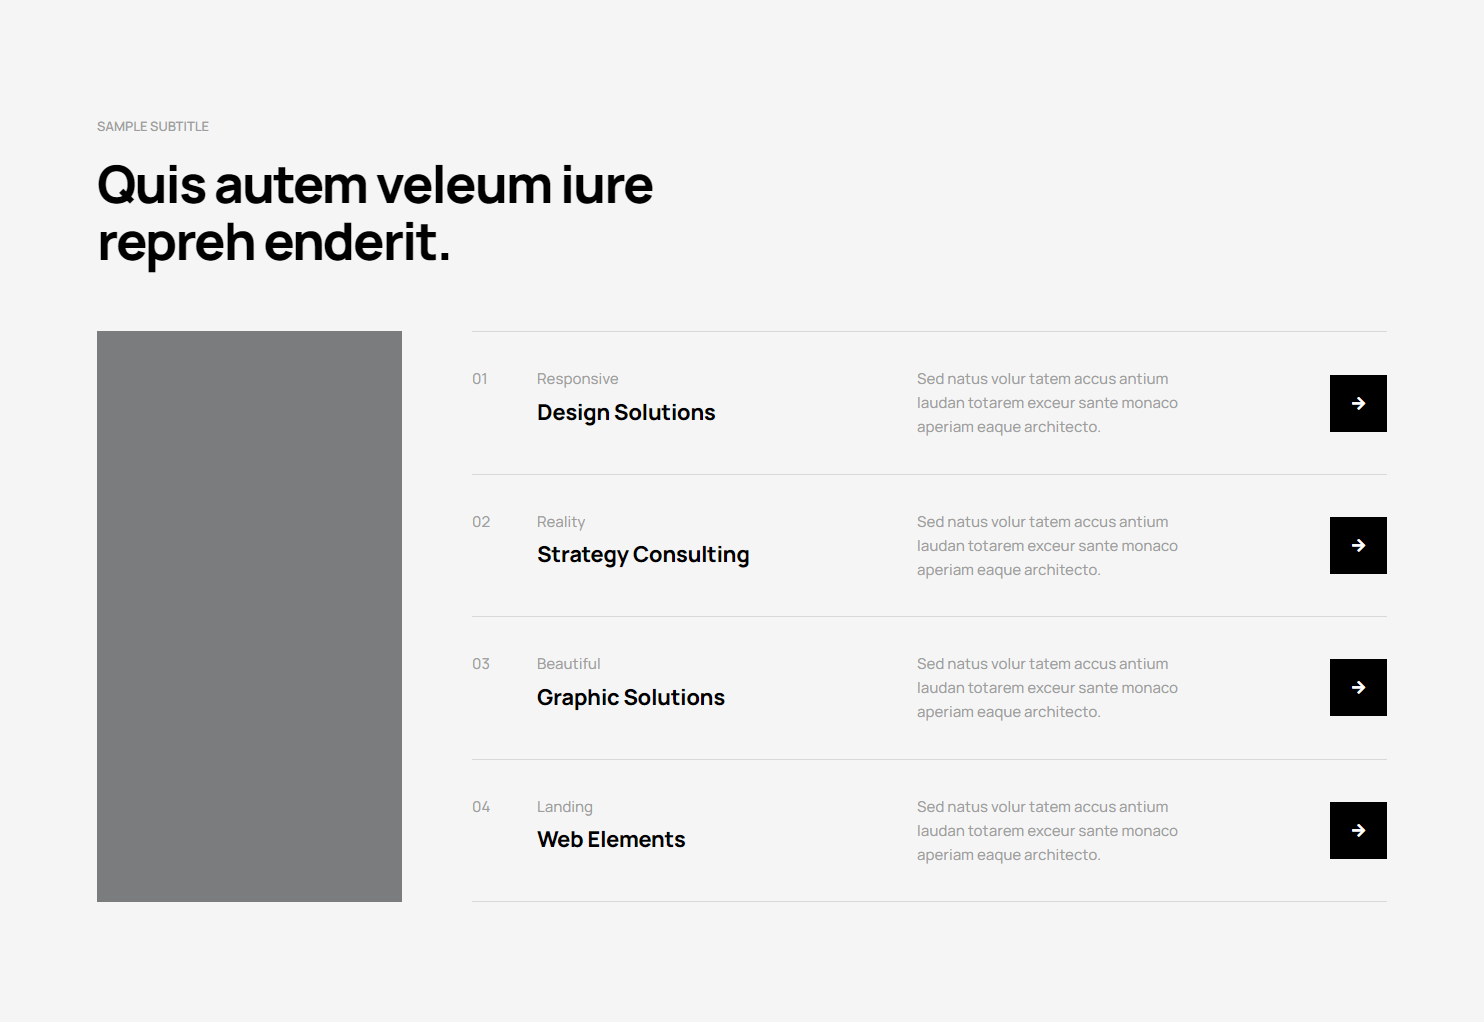 SAMPLE SUBTITLE
Quis autem veleum iure
repreh enderit.
01
Responsive
Design Solutions
Sed natus volur tatem accus antium
laudan totarem exceur sante monaco
aperiam eaque architecto.
02
Reality
Strategy Consulting
Sed natus volur tatem accus antium
laudan totarem exceur sante monaco
aperiam eaque architecto.
03
Beautiful
Graphic Solutions
Sed natus volur tatem accus antium
laudan totarem exceur sante monaco
aperiam eaque architecto.
04
Landing
Web Elements
Sed natus volur tatem accus antium
laudan totarem exceur sante monaco
aperiam eaque architecto.